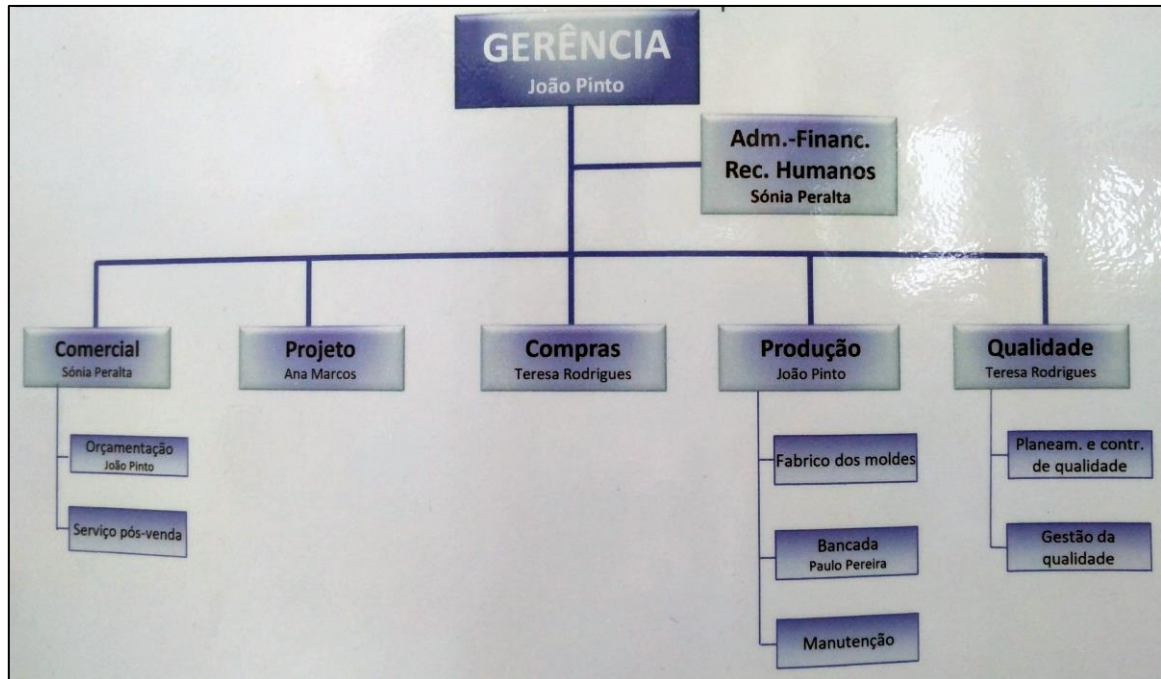 GERÊNCIA
João Pinto
Adm.-Financ.
Rec. Humanos
Sónia Peralta
Comercial
Sónia Peralta
Projeto
Ana Marcos
Compras
Teresa Rodrigues
Produção
João Pinto
Qualidade
Teresa Rodrigues
Orçamentação
João Pinto
Serviço pós-venda
Fabrico dos moldes
Bancada
Paulo Pereira
Manutenção
Planeam. e contr.
de qualidade
Gestão da
qualidade